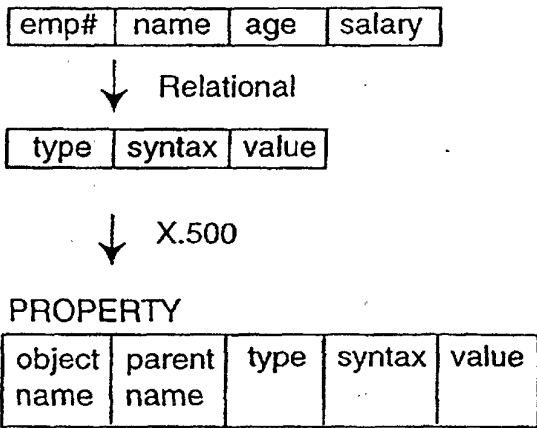 emp# name age salary
Relational
type syntax value
X.500
PROPERTY
object parent type syntax value
name name